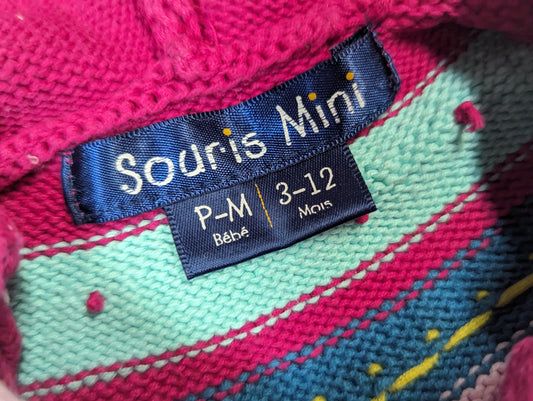 Souris Mini
P-M | 3-12
Bébé Mois